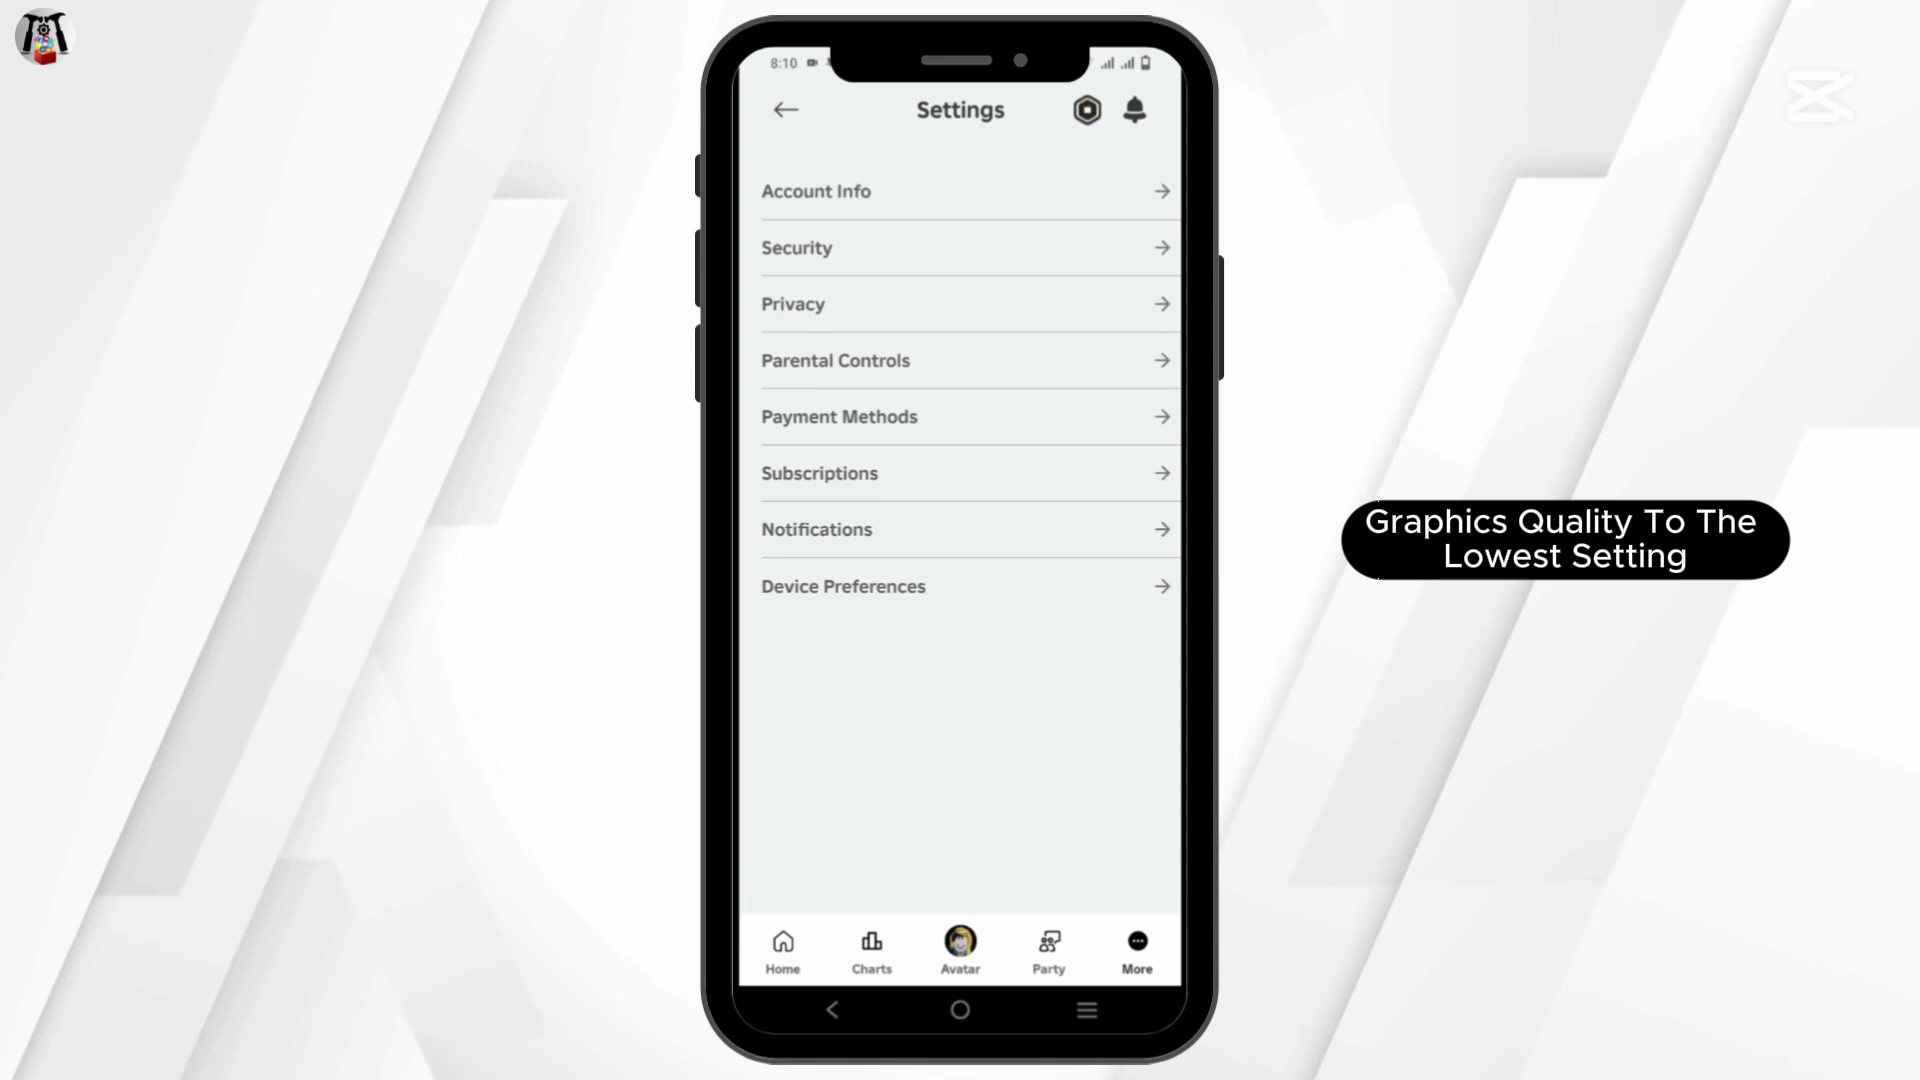 8:10
Settings
Account Info
Security
Privacy
Parental Controls
Payment Methods
Subscriptions
Notifications
Device Preferences
Graphics Quality To The
Lowest Setting
Home
Charts
Avatar
Party
More